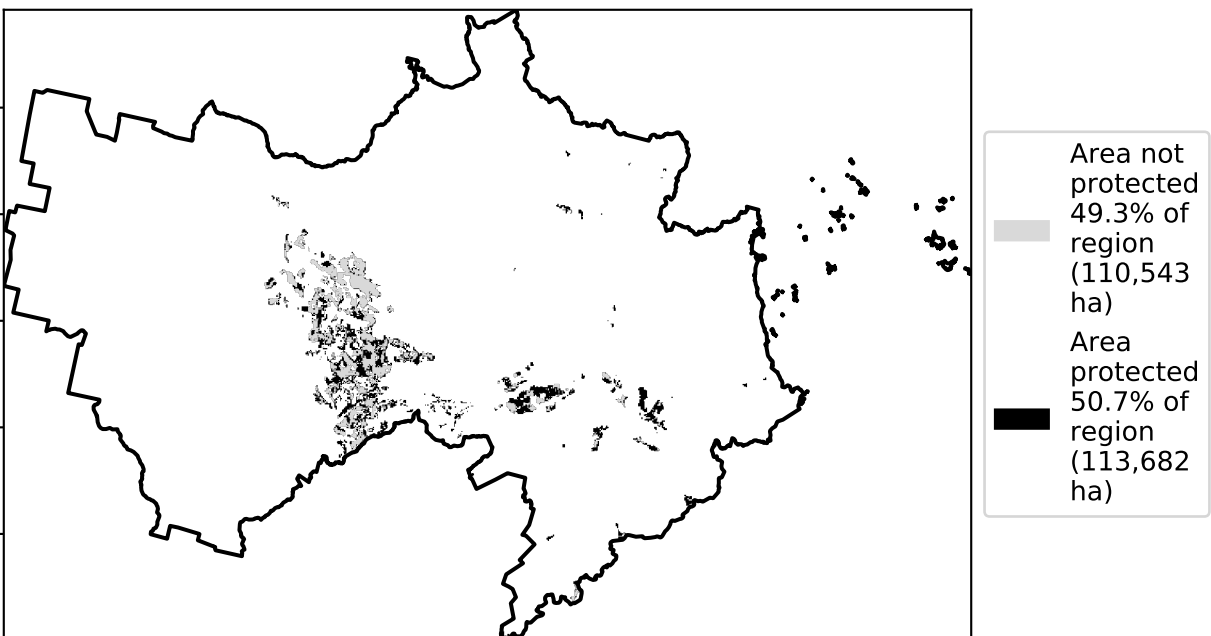 Area not
protected
49.3% of
region
(110,543
ha)
Area
protected
50.7% of
region
(113,682
ha)